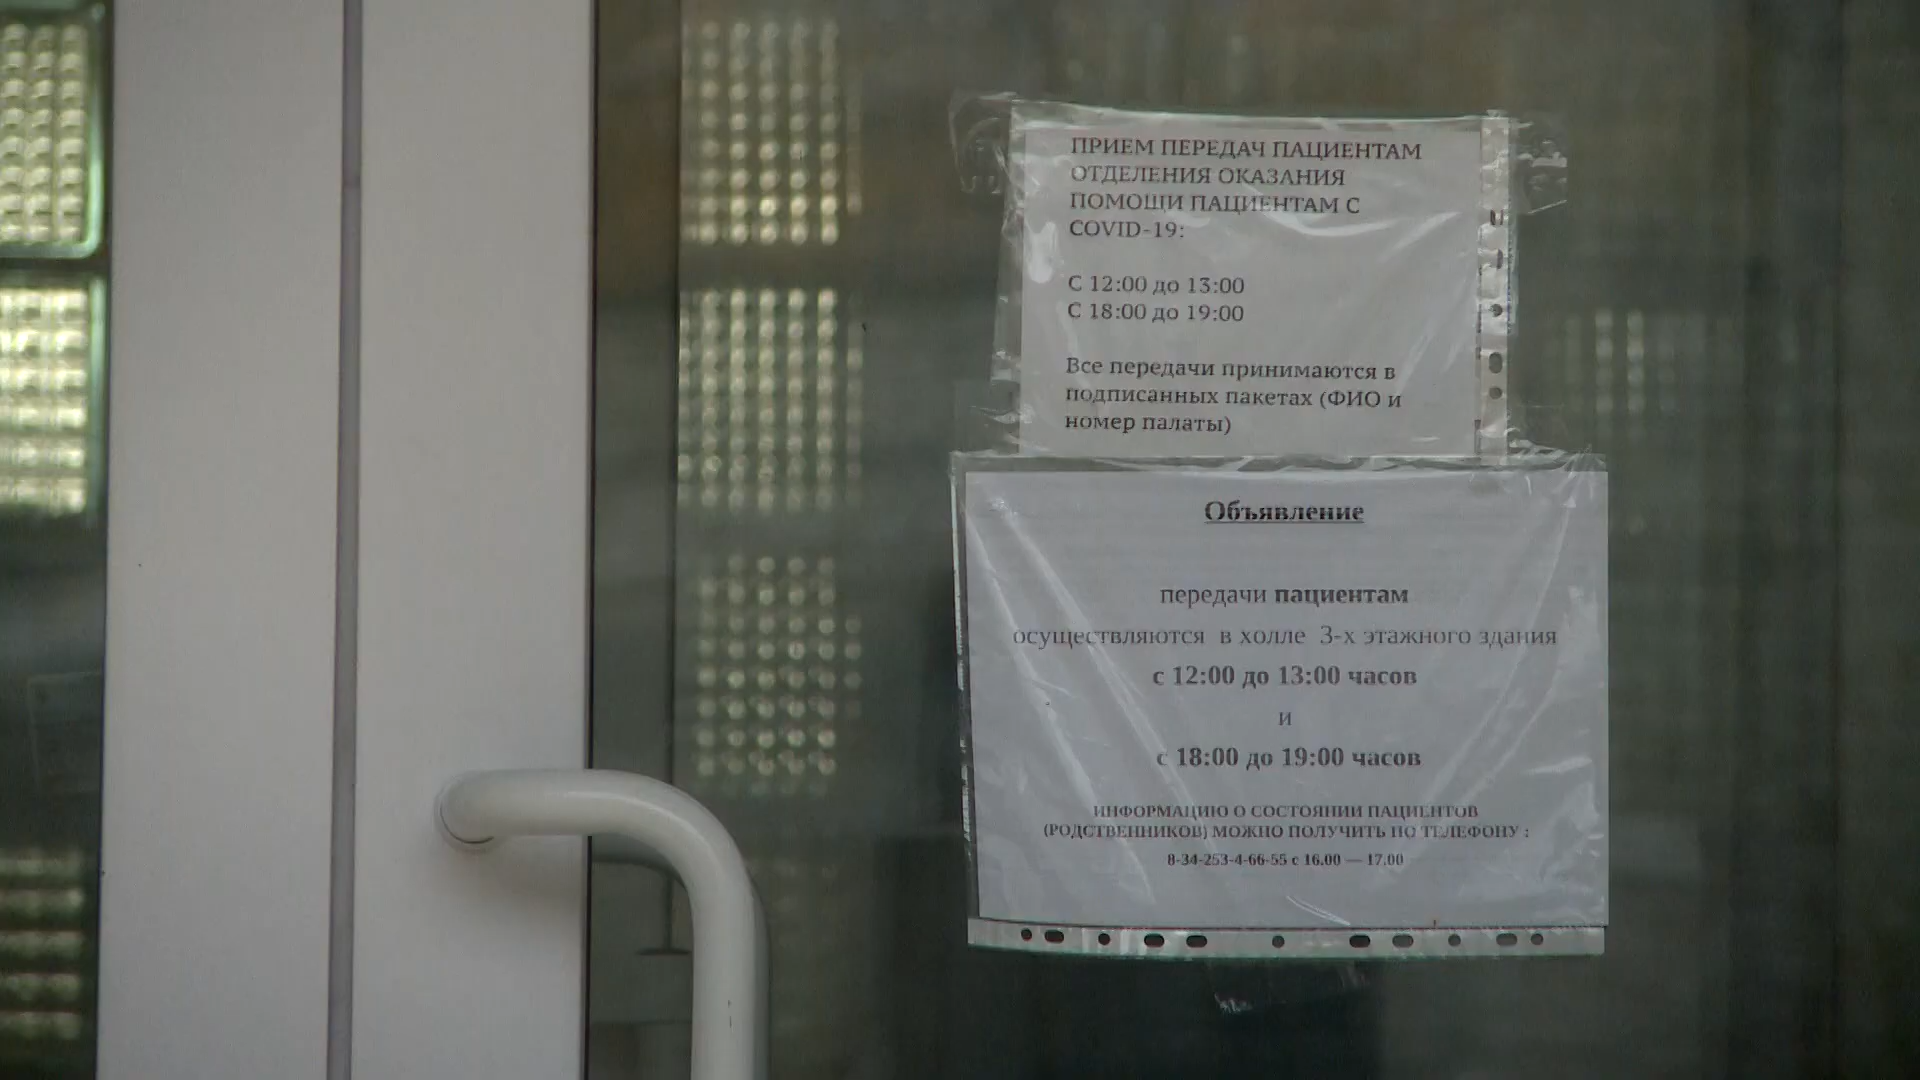 ПРИЕМ ПЕРЕДАЧ ПАЦИЕНТАМ
ОТДЕЛЕНИЯ ОКАЗАНИЯ
ПОМОЩИ ПАЦИЕНТАМ С
COVID-19:
С 12:00 до 13:00
С 18:00 до 19:00
Все передачи принимаются в
подписанных пакетах (ФИО и
номер палаты)
Объявление
передачи пациентам
осуществляются в холле 3-х этажного здания
с 12:00 до 13:00 часов
и
с 18:00 до 19:00 часов
ИНФОРМАЦИЮ О СОСТОЯНИИ ПАЦИЕНТОВ
(РОДСТВЕННИКОВ) МОЖНО ПОЛУЧИТЬ ПО ТЕЛЕФОНУ :
8-34-253-4-66-55 с 16.00 — 17.00